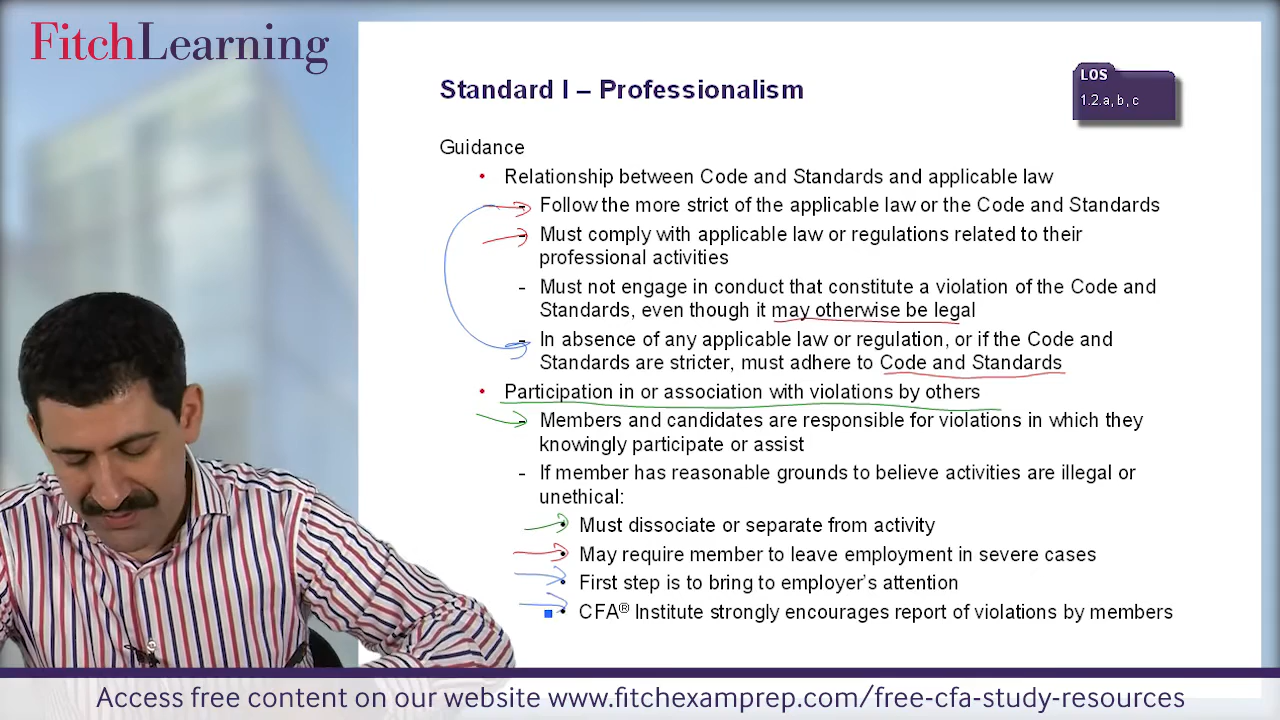 FitchLearning
Standard I – Professionalism
LOS
1.2.a, b, c
Guidance
• Relationship between Code and Standards and applicable law
- Follow the more strict of the applicable law or the Code and Standards
- Must comply with applicable law or regulations related to their
professional activities
- Must not engage in conduct that constitute a violation of the Code and
Standards, even though it may otherwise be legal
- In absence of any applicable law or regulation, or if the Code and
Standards are stricter, must adhere to Code and Standards
• Participation in or association with violations by others
- Members and candidates are responsible for violations in which they
knowingly participate or assist
- If member has reasonable grounds to believe activities are illegal or
unethical:
• Must dissociate or separate from activity
• May require member to leave employment in severe cases
• First step is to bring to employer's attention
• CFA® Institute strongly encourages report of violations by members
Access free content on our website www.fitchexamprep.com/free-cfa-study-resources